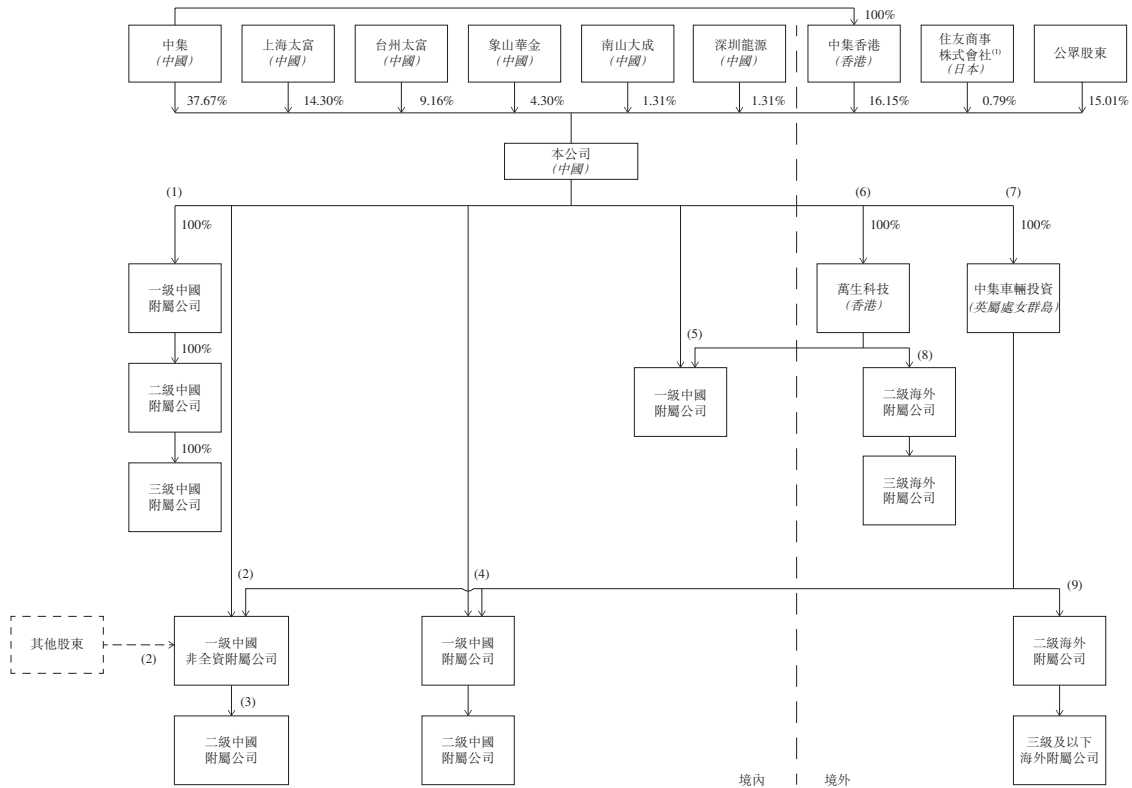 100%
中集
(中國)
上海太富
(中國)
台州太富
(中國)
象山華金
(中國)
南山大成
(中國)
深圳龍源
(中國)
中集香港
(香港)
住友商事
株式會社(1)
(日本)
公眾股東
37.67%
14.30%
9.16%
4.30%
1.31%
1.31%
16.15%
0.79%
15.01%
本公司
(中國)
(1)
(6)
(7)
100%
100%
100%
一級中國
附屬公司
萬生科技
(香港)
中集車輛投資
(英屬處女群島)
100%
(5)
(8)
二級中國
附屬公司
一級中國
附屬公司
二級海外
附屬公司
100%
三級中國
附屬公司
三級海外
附屬公司
(2)
(4)
(9)
其他股東
(2)
一級中國
非全資附屬公司
一級中國
附屬公司
二級海外
附屬公司
(3)
二級中國
附屬公司
二級中國
附屬公司
三級及以下
海外附屬公司
境內
境外